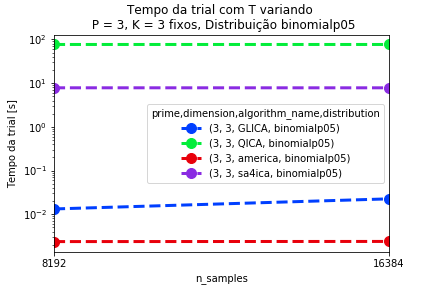 Tempo da trial com T variando
P = 3, K = 3 fixos, Distribuição binomialp05
Tempo da trial [s]
10²
10¹
10⁰
10⁻¹
10⁻²
prime,dimension,algorithm_name,distribution
(3, 3, GLICA, binomialp05)
(3, 3, QICA, binomialp05)
(3, 3, america, binomialp05)
(3, 3, sa4ica, binomialp05)
8192
16384
n_samples